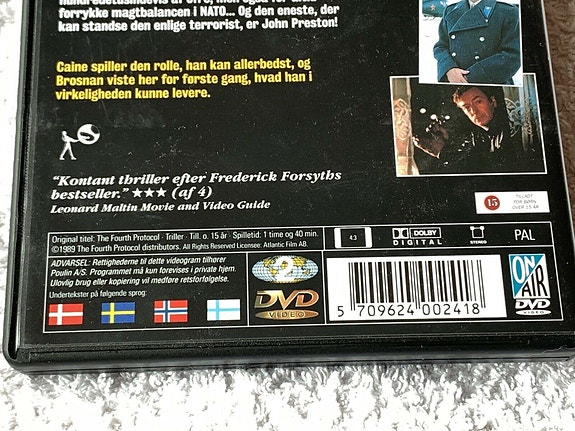 forrykke magtbalancen i NATO... Og den eneste, der
kan standse den enlige terrorist, er John Preston!
Caine spiller den rolle, han kan allerbedst, og
Brosnan viste her for første gang, hvad han i
virkeligheden kunne levere.
"Kontant thriller efter Frederick Forsyths
bestseller." ★★★ (af 4)
Leonard Maltin Movie and Video Guide
15
TILLADT
FOR BØRN
OVER 15 ÅR
Original titel: The Fourth Protocol · Triller · Till. o. 15 år · Spilletid: 1 time og 40 min.
©1989 The Fourth Protocol distributors. All Rights Reserved Licensee: Atlantic Film AB.
4:3
DOLBY
DIGITAL
STEREO
PAL
ADVARSEL: Rettighederne til dette videogram tilhører
Poulin A/S. Programmet må kun forevises i private hjem.
Ulovlig brug eller kopiering vil medføre retsforfølgelse.
Undertekster på følgende sprog:
2
DVD
VIDEO
5 709624 002418
ON
AIR
DVD
VIDEO